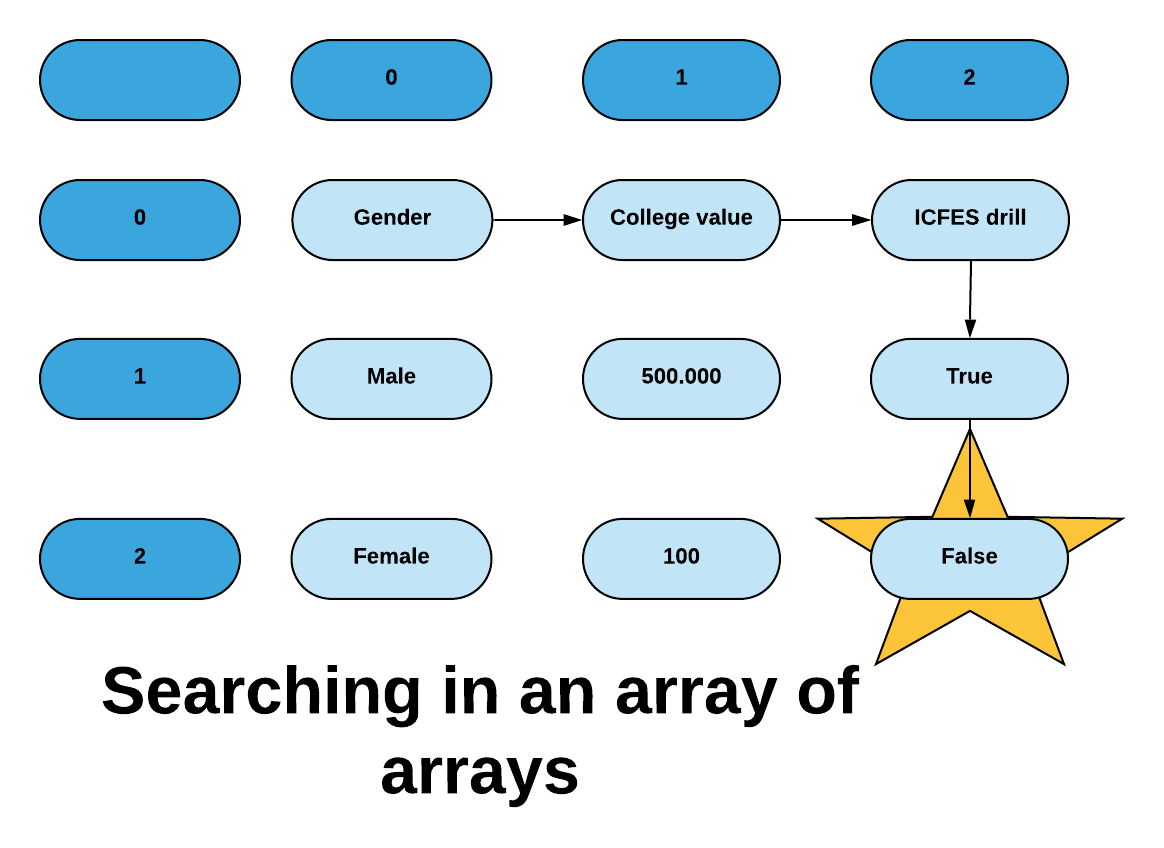 0 1 2
0 Gender College value ICFES drill
1 Male 500.000 True
2 Female 100 False
Searching in an array of
arrays